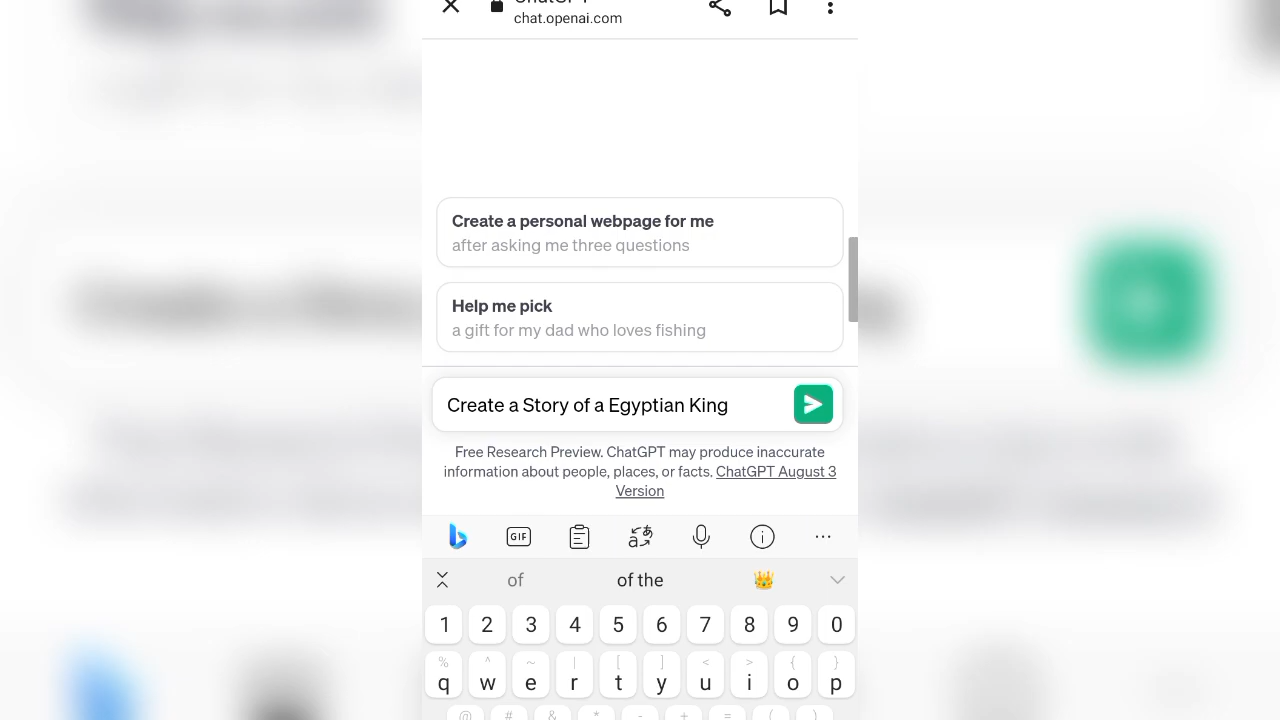 chat.openai.com
Create a personal webpage for me
after asking me three questions
Help me pick
a gift for my dad who loves fishing
Create a Story of a Egyptian King
Free Research Preview. ChatGPT may produce inaccurate
information about people, places, or facts. ChatGPT August 3
Version
GIF
of of the
1 2 3 4 5 6 7 8 9 0
% ^ ~ | [ ] < > { }
q w e r t y u i o p
@ # & * - + = ( )